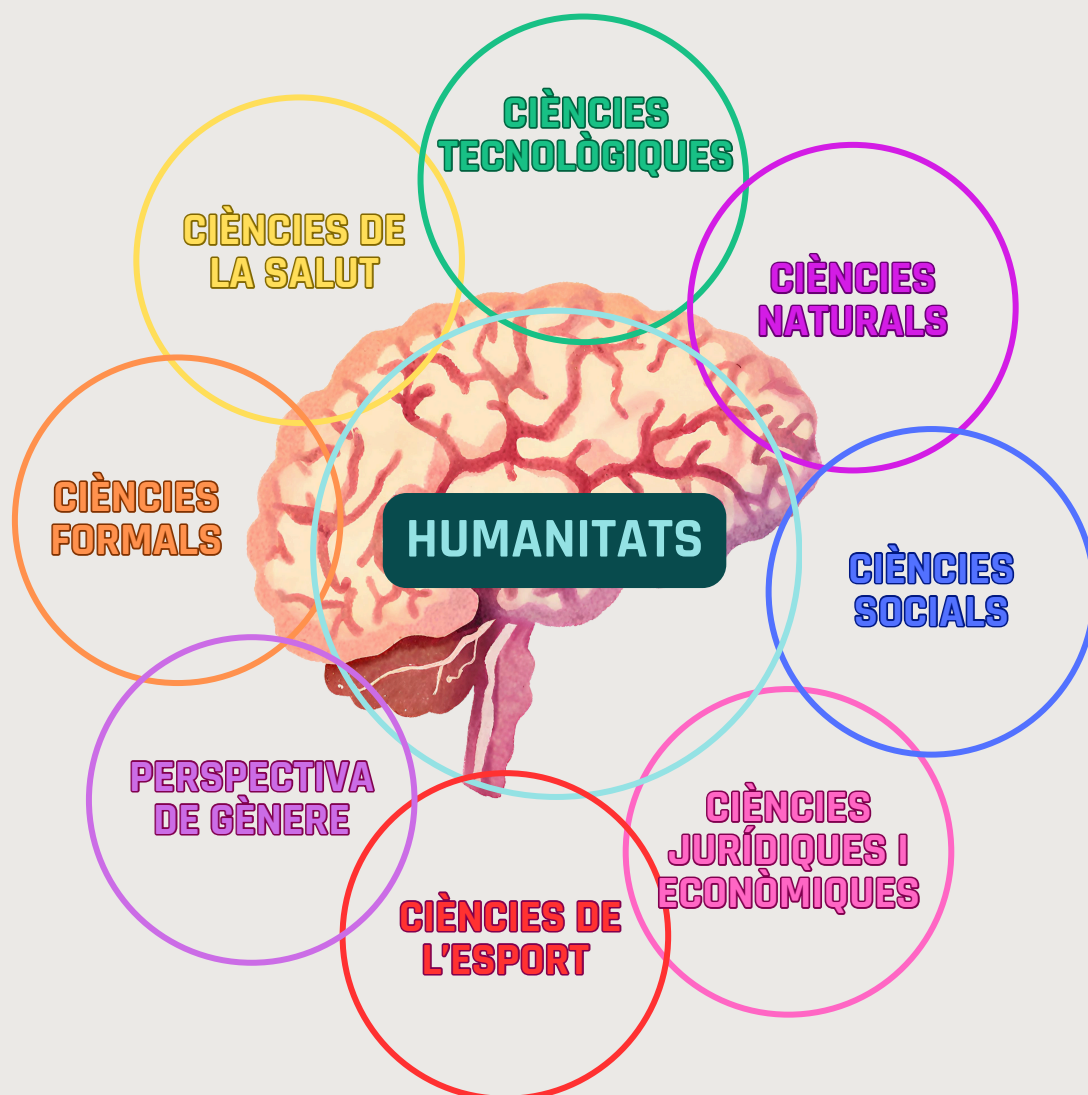 CIÈNCIES
TECNOLÒGIQUES
CIÈNCIES DE
LA SALUT
CIÈNCIES
NATURALS
CIÈNCIES
FORMALS
HUMANITATS
CIÈNCIES
SOCIALS
PERSPECTIVA
DE GÈNERE
CIÈNCIES
JURÍDIQUES I
ECONÒMIQUES
CIÈNCIES DE
L'ESPORT